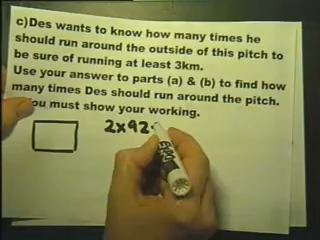 c)Des wants to know how many times he
should run around the outside of this pitch to
be sure of running at least 3km.
Use your answer to parts (a) & (b) to find how
many times Des should run around the pitch.
You must show your working.
2x92